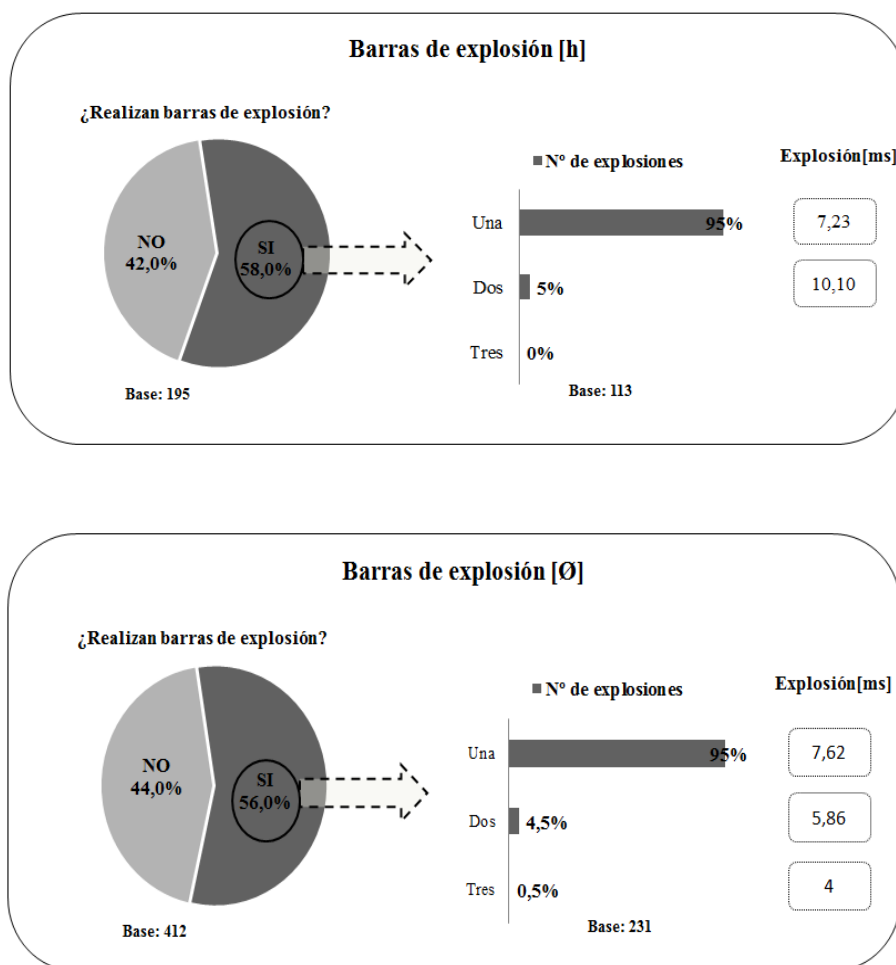 Barras de explosión [h]
¿Realizan barras de explosión?
NO
42,0%
SI
58,0%
Base: 195
Nº de explosiones
Explosión[ms]
Una
95%
7,23
Dos
5%
10,10
Tres
0%
Base: 113
Barras de explosión [Ø]
¿Realizan barras de explosión?
NO
44,0%
SI
56,0%
Base: 412
Nº de explosiones
Explosión[ms]
Una
95%
7,62
Dos
4,5%
5,86
Tres
0,5%
4
Base: 231